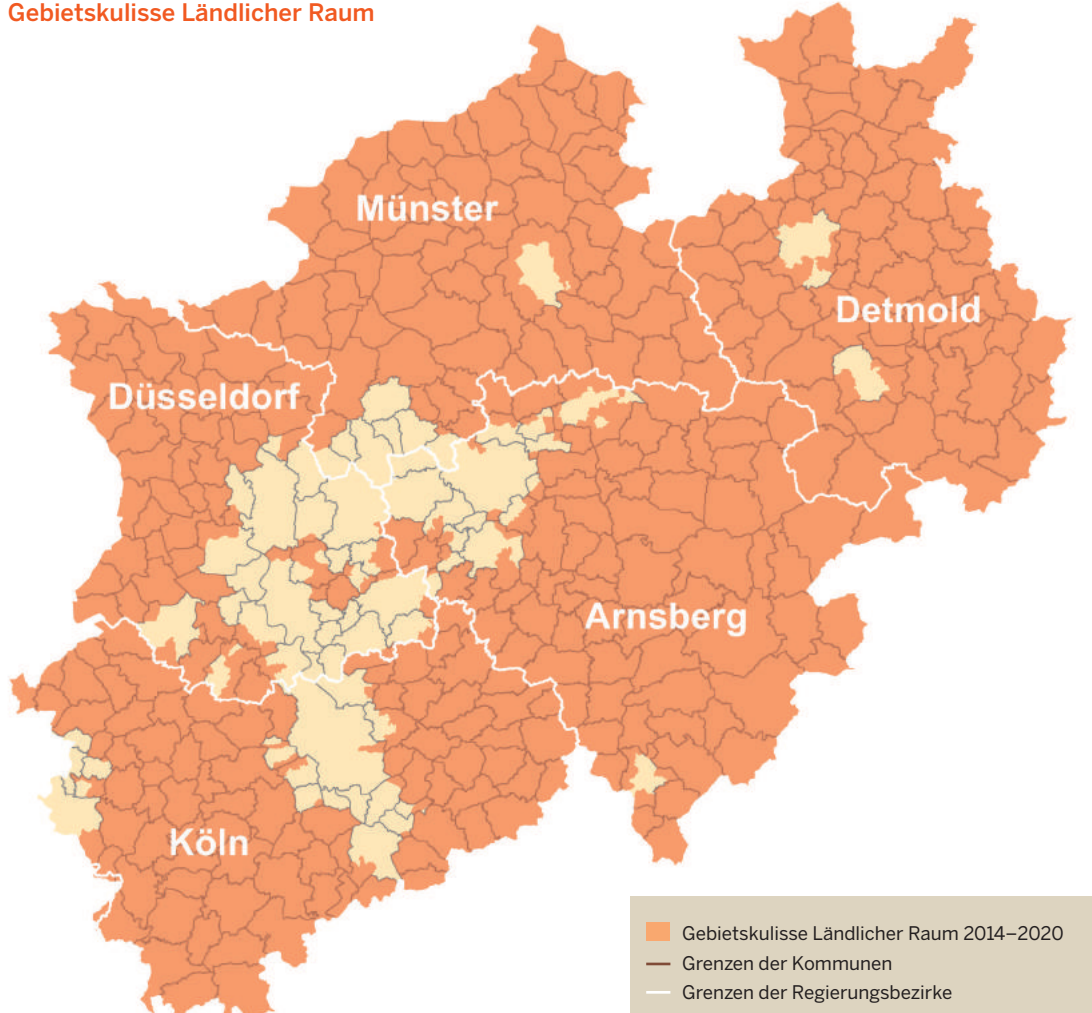 Gebietskulisse Ländlicher Raum
Münster
Detmold
Düsseldorf
Arnsberg
Köln
Gebietskulisse Ländlicher Raum 2014–2020
Grenzen der Kommunen
Grenzen der Regierungsbezirke